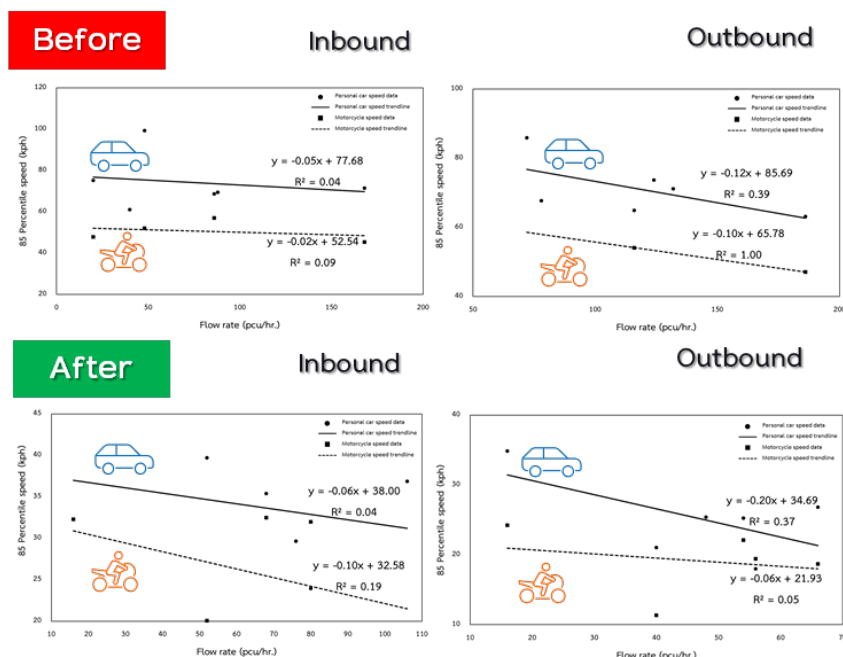 Before
Inbound
Outbound
Personal car speed data
Personal car speed trendline
Motorcycle speed data
Motorcycle speed trendline
85 Percentile speed (kph)
120
100
80
60
40
20
y = -0.05x + 77.68
R² = 0.04
y = -0.02x + 52.54
R² = 0.09
0
50
100
150
200
Flow rate (pcu/hr.)
Personal car speed data
Personal car speed trendline
Motorcycle speed data
Motorcycle speed trendline
85 Percentile speed (kph)
100
80
60
40
y = -0.12x + 85.69
R² = 0.39
y = -0.10x + 65.78
R² = 1.00
50
100
150
200
Flow rate (pcu/hr.)
After
Inbound
Outbound
Personal car speed data
Personal car speed trendline
Motorcycle speed data
Motorcycle speed trendline
85 Percentile speed (kph)
45
40
35
30
25
20
y = -0.06x + 38.00
R² = 0.04
y = -0.10x + 32.58
R² = 0.19
10
20
30
40
50
60
70
80
90
100
110
Flow rate (pcu/hr.)
Personal car speed data
Personal car speed trendline
Motorcycle speed data
Motorcycle speed trendline
85 Percentile speed (kph)
40
30
20
10
y = -0.20x + 34.69
R² = 0.37
y = -0.06x + 21.93
R² = 0.05
10
20
30
40
50
60
70
Flow rate (pcu/hr.)